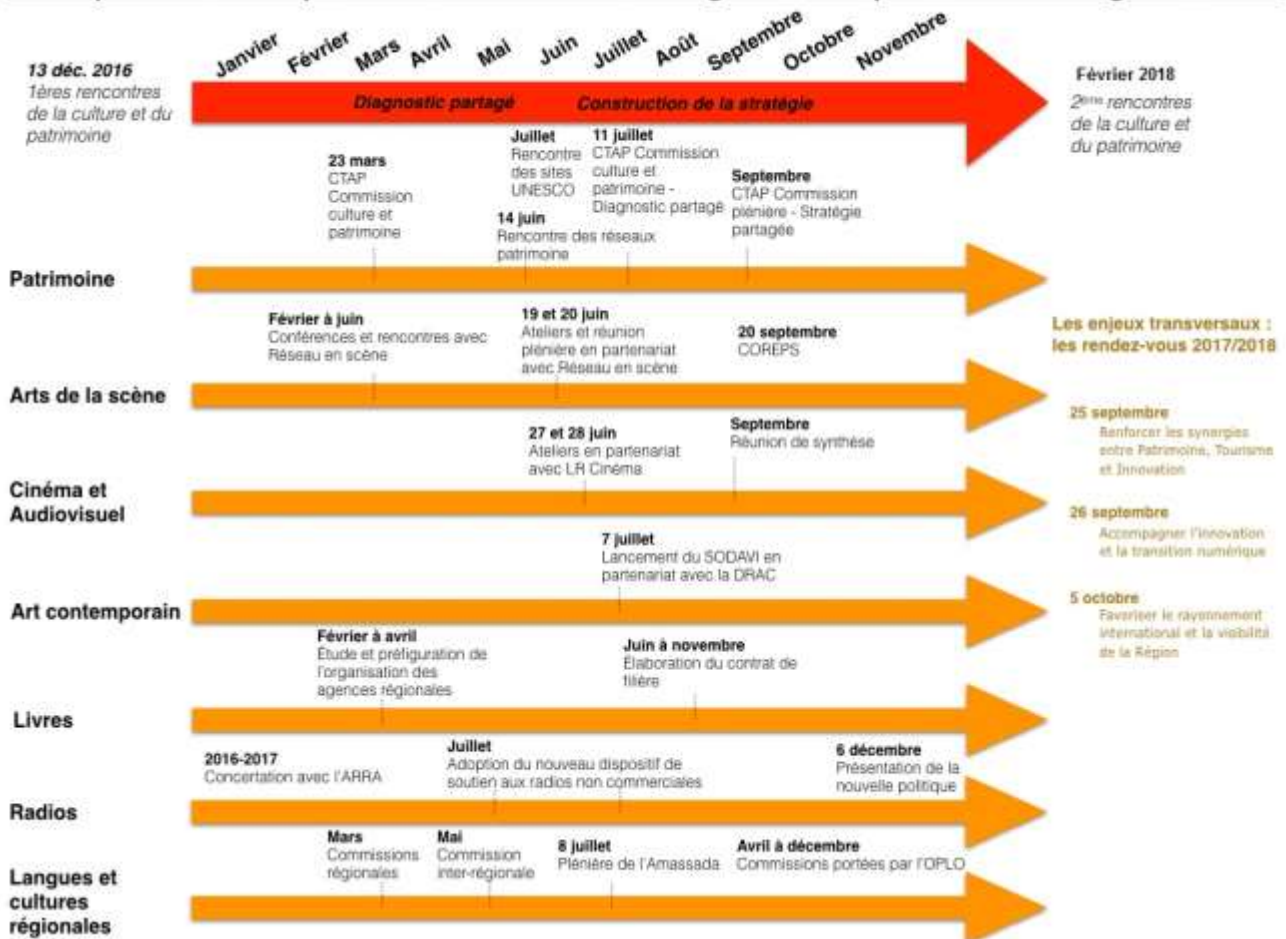 Janvier
Février
Mars
Avril
Mai
Juin
Juillet
Août
Septembre
Octobre
Novembre
13 déc. 2016
1ères rencontres
de la culture et du
patrimoine
Diagnostic partagé
Construction de la stratégie
Février 2018
2ème rencontres
de la culture et
du patrimoine
23 mars
CTAP
Commission
culture et
patrimoine
Juillet
Rencontre
des sites
UNESCO
14 juin
Rencontre des réseaux
patrimoine
11 juillet
CTAP Commission
culture et
patrimoine -
Diagnostic partagé
Septembre
CTAP Commission
plénière - Stratégie
partagée
Patrimoine
Février à juin
Conférences et rencontres avec
Réseau en scène
19 et 20 juin
Ateliers et réunion
plénière en partenariat
avec Réseau en scène
20 septembre
COREPS
Arts de la scène
27 et 28 juin
Ateliers en partenariat
avec LR Cinéma
Septembre
Réunion de synthèse
Cinéma et
Audiovisuel
7 juillet
Lancement du SODAVI en
partenariat avec la DRAC
Art contemporain
Février à avril
Étude et préfiguration de
l'organisation des
agences régionales
Juin à novembre
Elaboration du contrat de
filière
Livres
2016-2017
Concertation avec l'ARRA
Juillet
Adoption du nouveau dispositif de
soutien aux radios non commerciales
6 décembre
Présentation de la
nouvelle politique
Radios
Mars
Commissions
régionales
Mai
Commission
inter-régionale
8 juillet
Plénière de l'Amassada
Avril à décembre
Commissions portées par l'OPLO
Langues et
cultures
régionales
Les enjeux transversaux :
les rendez-vous 2017/2018
25 septembre
Renforcer les synergies
entre Patrimoine, Tourisme
et Innovation
26 septembre
Accompagner l'innovation
et la transition numérique
5 octobre
Favoriser le rayonnement
international et la visibilité
de la Région